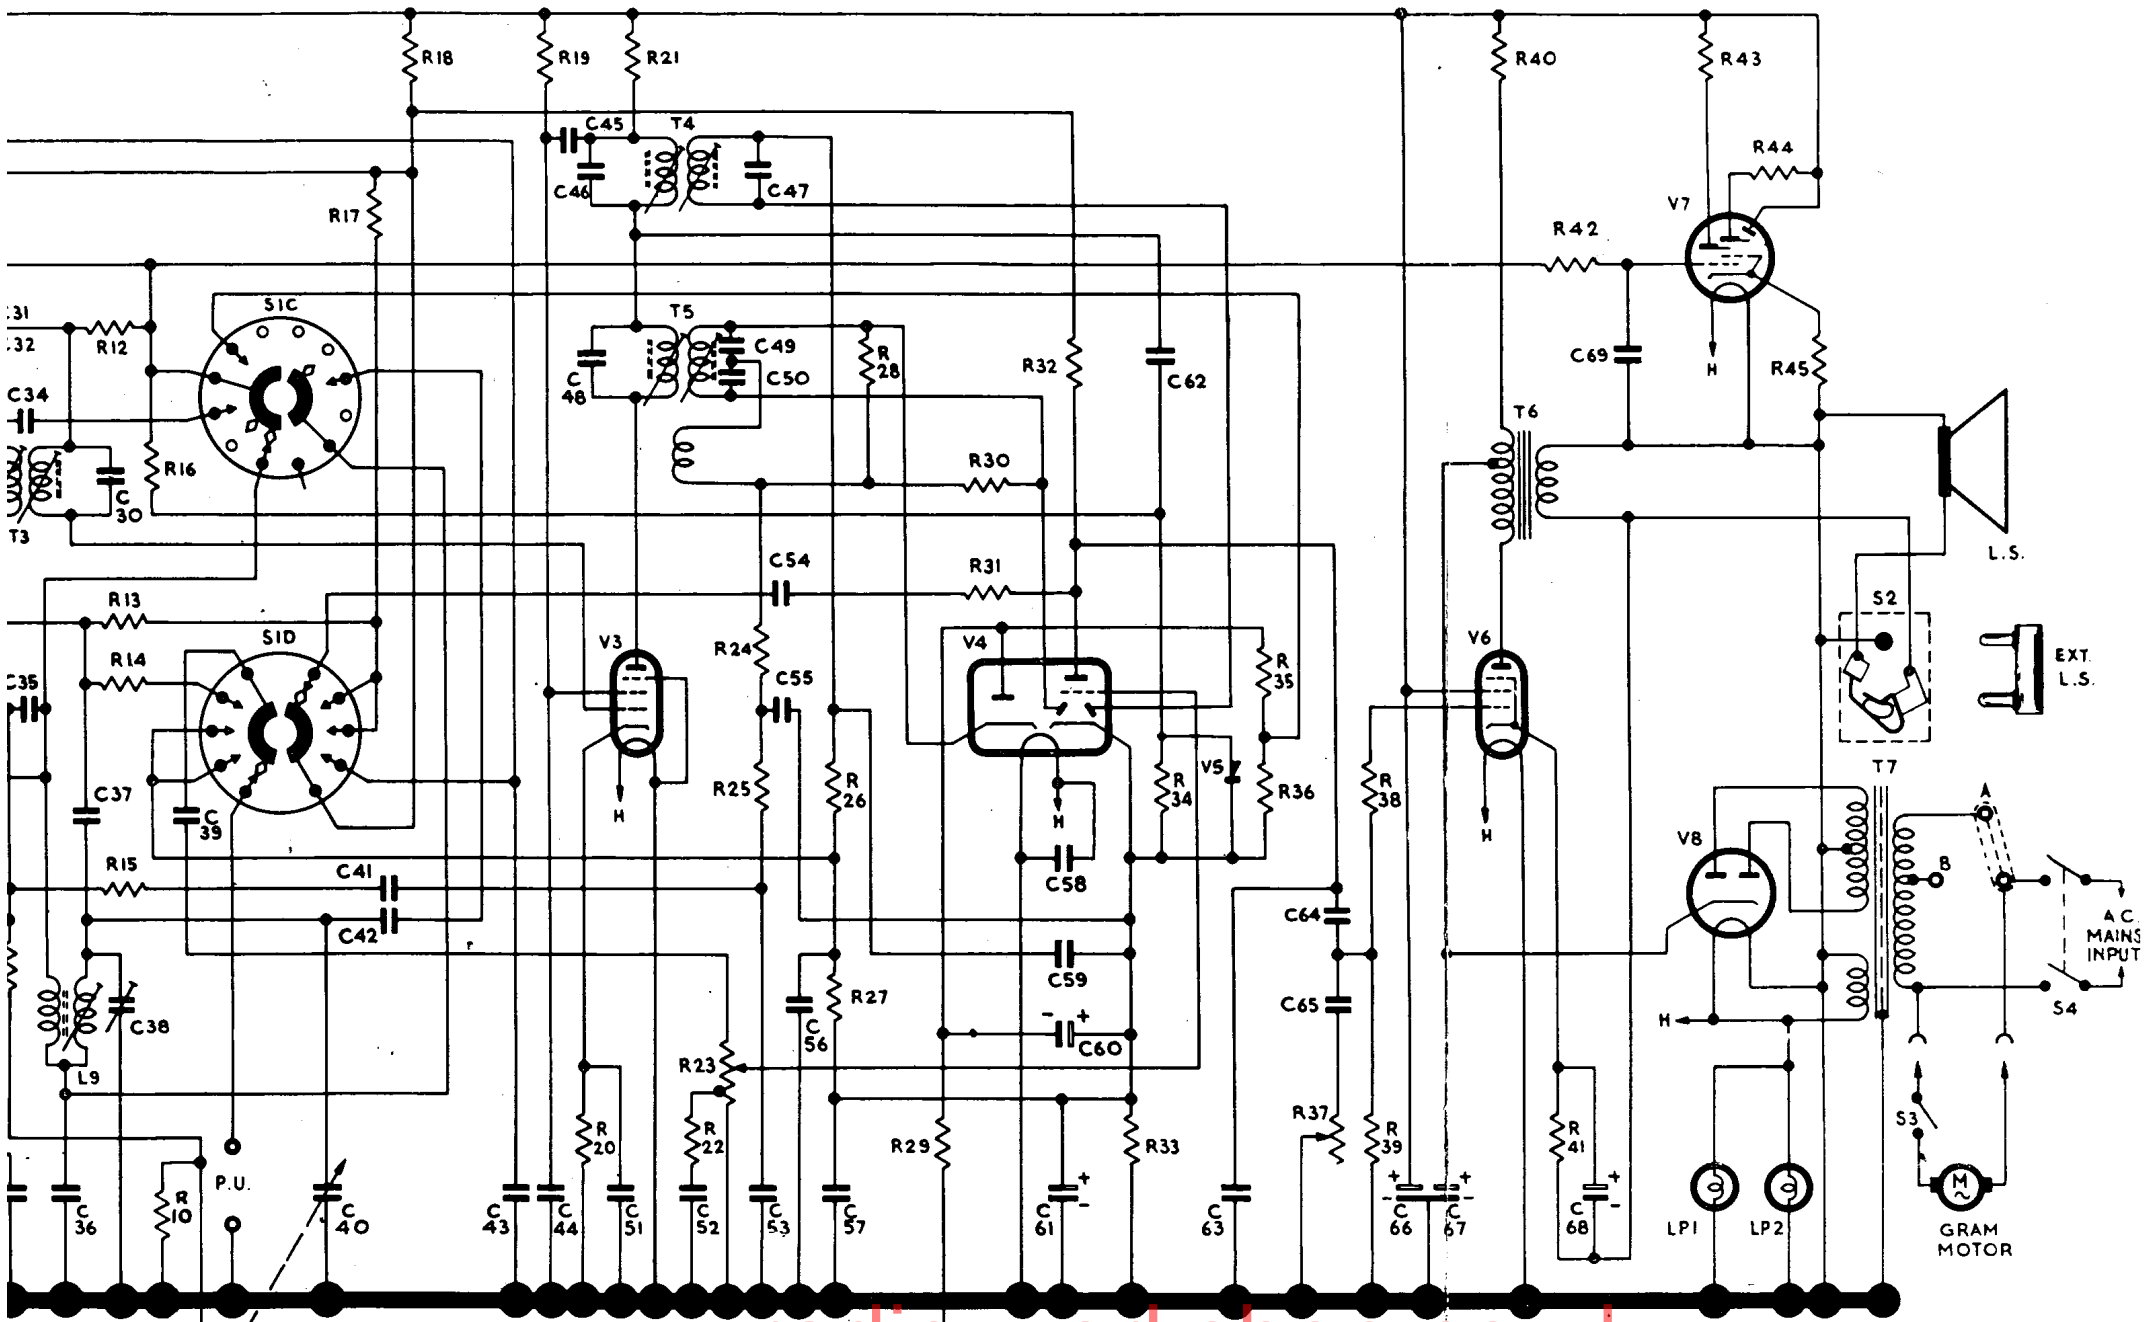 R18
R19
R21
R40
R43
C45
T4
R44
C46
C47
R17
V7
R42
S1C
T5
C31
C32
R12
C49
R
28
C
48
C50
R32
C62
C69
H
R45
C34
T6
R16
R30
C
30
T3
L.S.
C54
R31
R13
S2
S1D
V3
V4
V6
R14
R24
R
35
EXT.
L.S.
C35
C55
T7
C37
R25
R
26
V5
R
34
R36
R
38
A
C
39
H
H
H
V8
R15
C41
C58
B
C42
C64
A.C.
MAINS
INPUT
C59
R27
C65
S4
C38
C
56
- +
C60
H
R23
L9
R37
S3
R
20
R
22
R29
R33
R
39
R
41
P.U.
R
10
M
~
C
36
C
40
C
43
C
44
C
51
C
52
C
53
C
57
C
61
+
-
C
63
+
-
C
66
+
-
C
67
C
68
+
-
LP1
LP2
GRAM
MOTOR